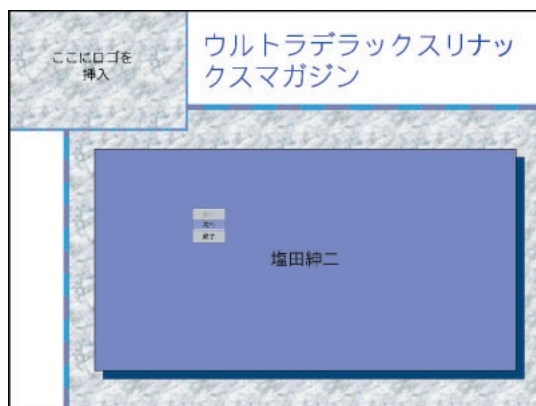 ここにロゴを
挿入
ウルトラデラックスリナッ
クスマガジン
次へ
終了
塩田紳二